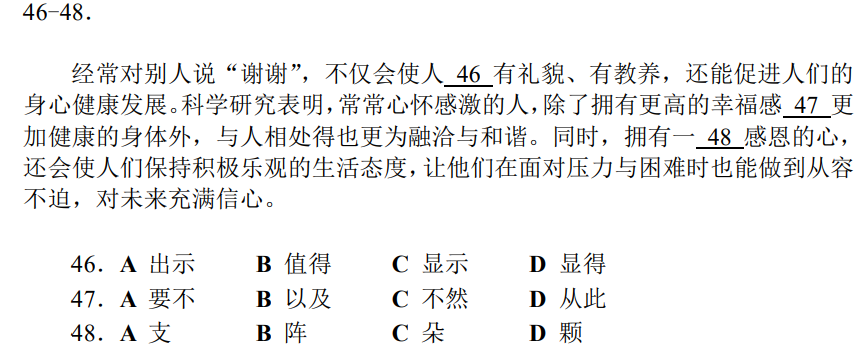 46-48．
经常对别人说“谢谢”，不仅会使人 46 有礼貌、有教养，还能促进人们的
身心健康发展。科学研究表明，常常心怀感激的人，除了拥有更高的幸福感 47 更
加健康的身体外，与人相处得也更为融洽与和谐。同时，拥有一 48 感恩的心，
还会使人们保持积极乐观的生活态度，让他们在面对压力与困难时也能做到从容
不迫，对未来充满信心。
46．A 出示 B 值得 C 显示 D 显得
47．A 要不 B 以及 C 不然 D 从此
48．A 支 B 阵 C 朵 D 颗